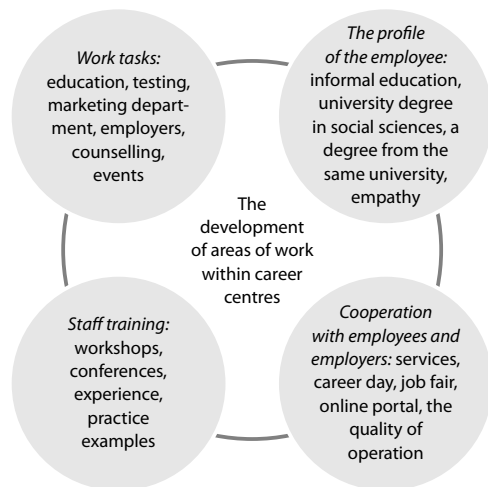 Work tasks:
education, testing,
marketing depart-
ment, employers,
counselling,
events
The profile
of the employee:
informal education,
university degree
in social sciences, a
degree from the
same university,
empathy
The
development
of areas of work
within career
centres
Staff training:
workshops,
conferences,
experience,
practice
examples
Cooperation
with employees and
employers: services,
career day, job fair,
online portal, the
quality of
operation